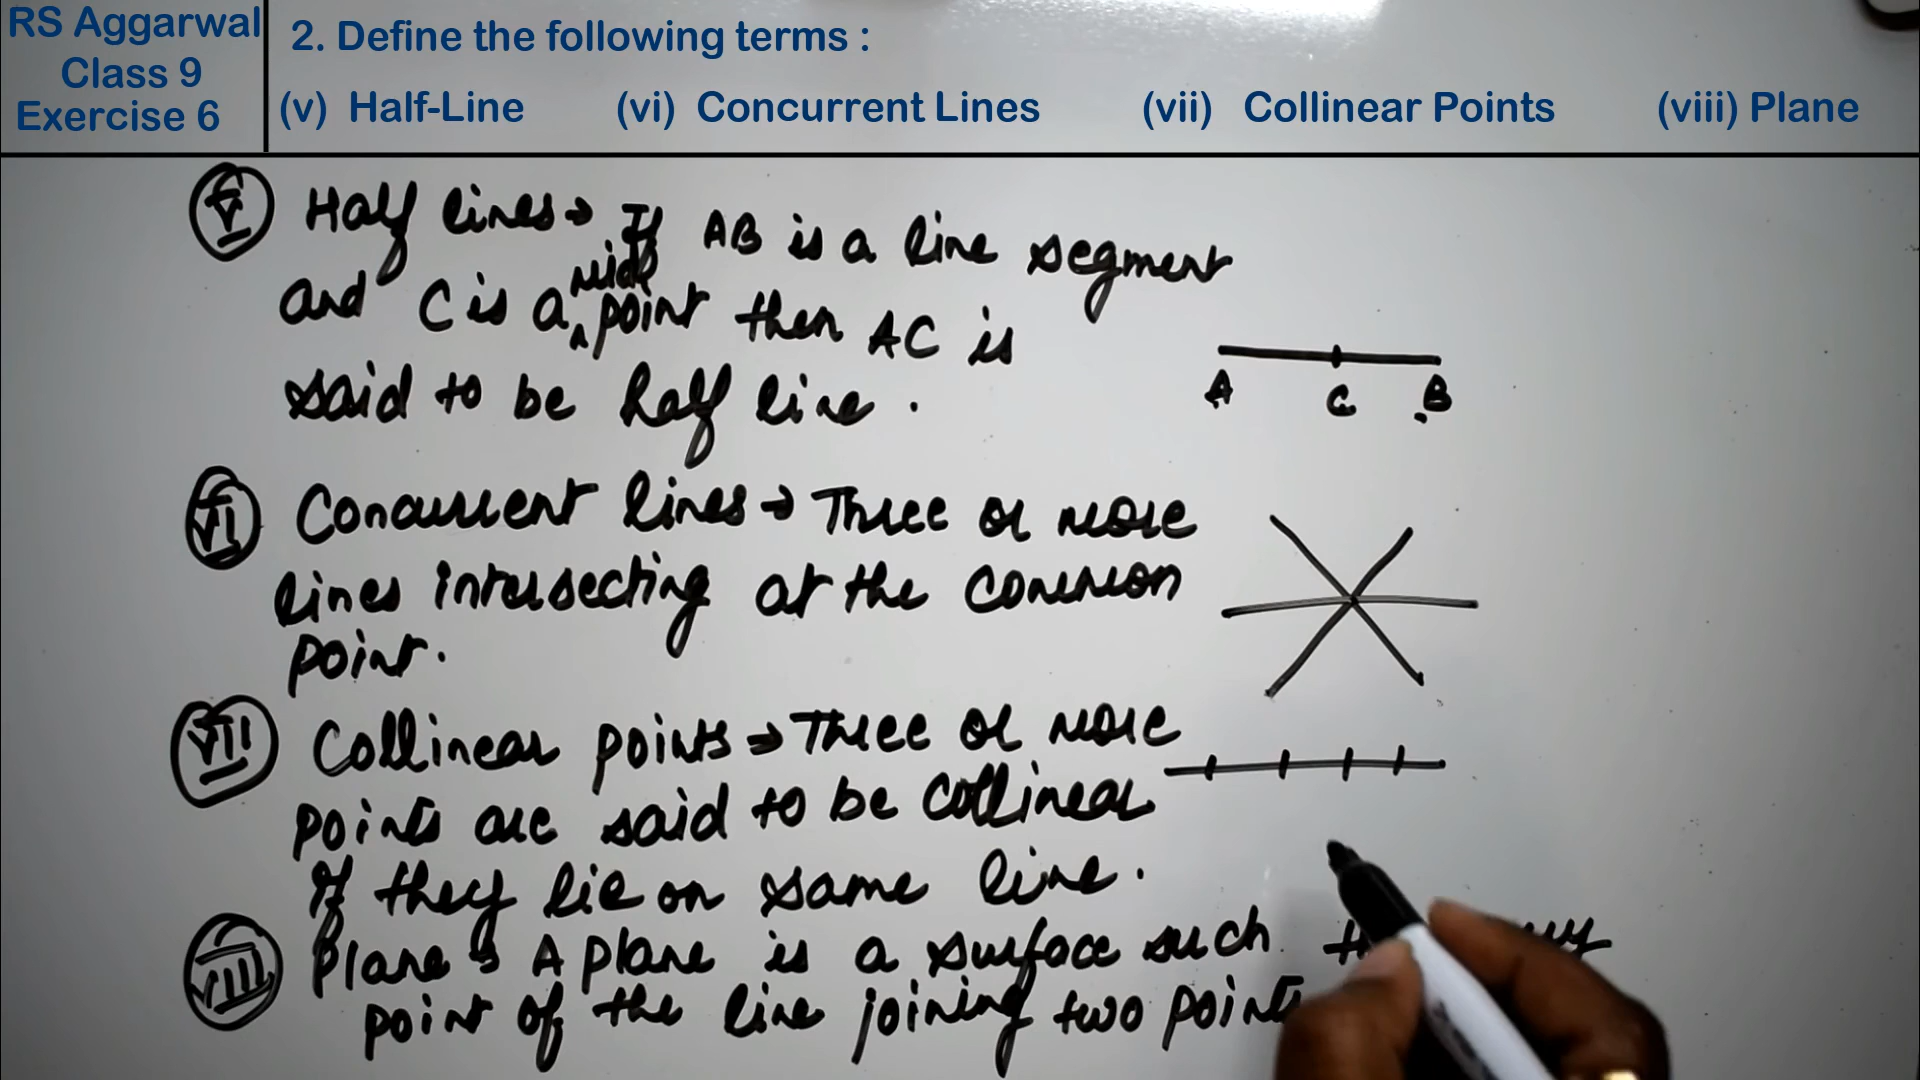 RS Aggarwal
Class 9
Exercise 6
2. Define the following terms :
(v) Half-Line (vi) Concurrent Lines (vii) Collinear Points (viii) Plane
V Half lines → If AB is a line segment
and C is a mid point then AC is
said to be half line.
A C B
VI Concurrent lines → Three or more
lines intersecting at the common
point.
VII Collinear points → Three or more
points are said to be collinear
If they lie on same line.
VIII Plane → A plane is a surface such
point of the line joining two points